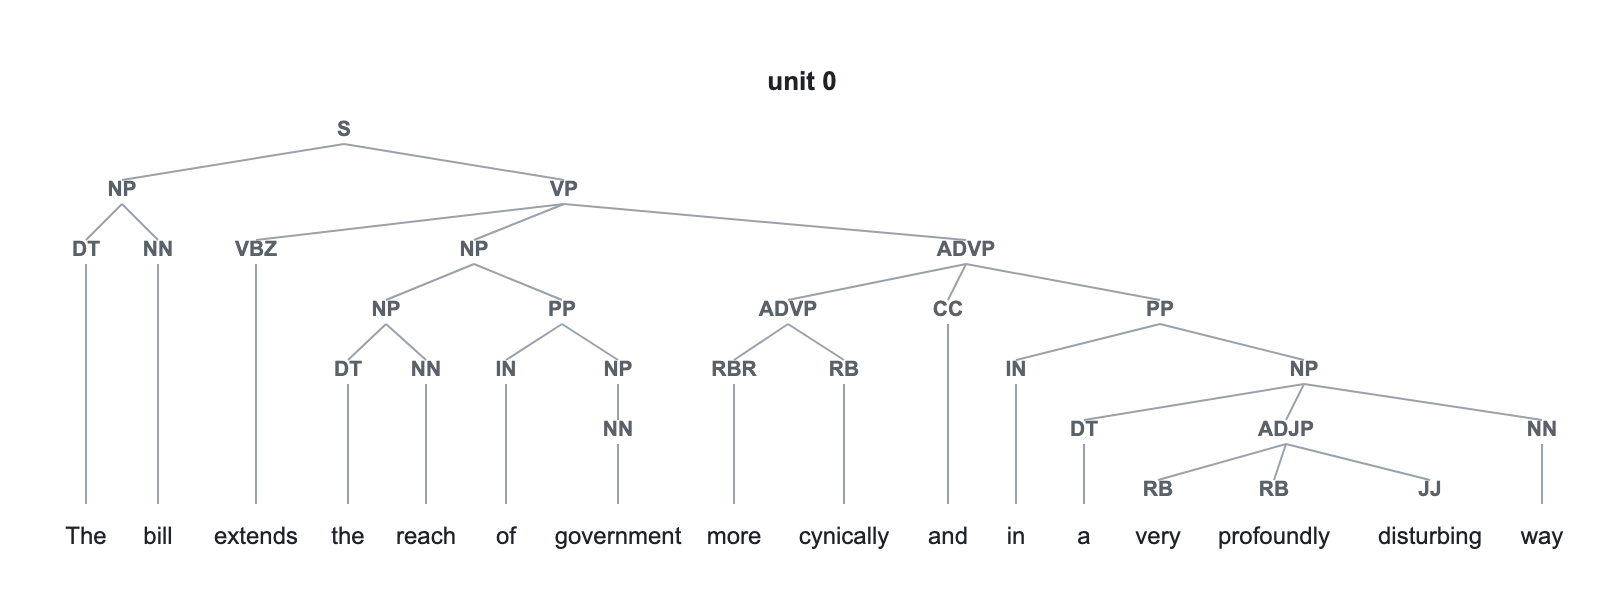 unit 0
S
NP VP
DT NN VBZ NP ADVP
NP PP ADVP CC PP
DT NN IN NP RBR RB IN NP
NN DT ADJP NN
RB RB JJ
The bill extends the reach of government more cynically and in a very profoundly disturbing way